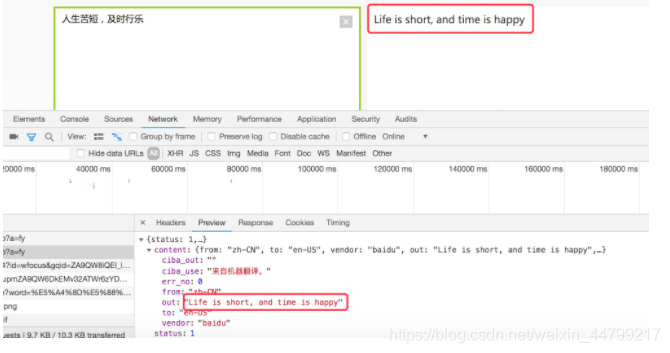 人生苦短，及时行乐
Life is short, and time is happy
Elements Console Sources Network Memory Performance Application Security Audits
View: Group by frame Preserve log Disable cache Offline Online
Hide data URLs All XHR JS CSS Img Media Font Doc WS Manifest Other
20000 ms 40000 ms 60000 ms 80000 ms 100000 ms 120000 ms 140000 ms 160000 ms 180000 ms
× Headers Preview Response Cookies Timing
?a=fy
{status: 1,…}
?a=fy
content: {from: "zh-CN", to: "en-US", vendor: "baidu", out: "Life is short, and time is happy",…}
ciba_out: ""
ciba_use: "来自机器翻译。"
err_no: 0
from: "zh-CN"
out: "Life is short, and time is happy"
to: "en-US"
vendor: "baidu"
status: 1
?word=%E5%A4%8D%E5%88%…
.png
if
uests | 9.7 KB / 10.3 KB transferred
https://blog.csdn.net/weixin_44799217